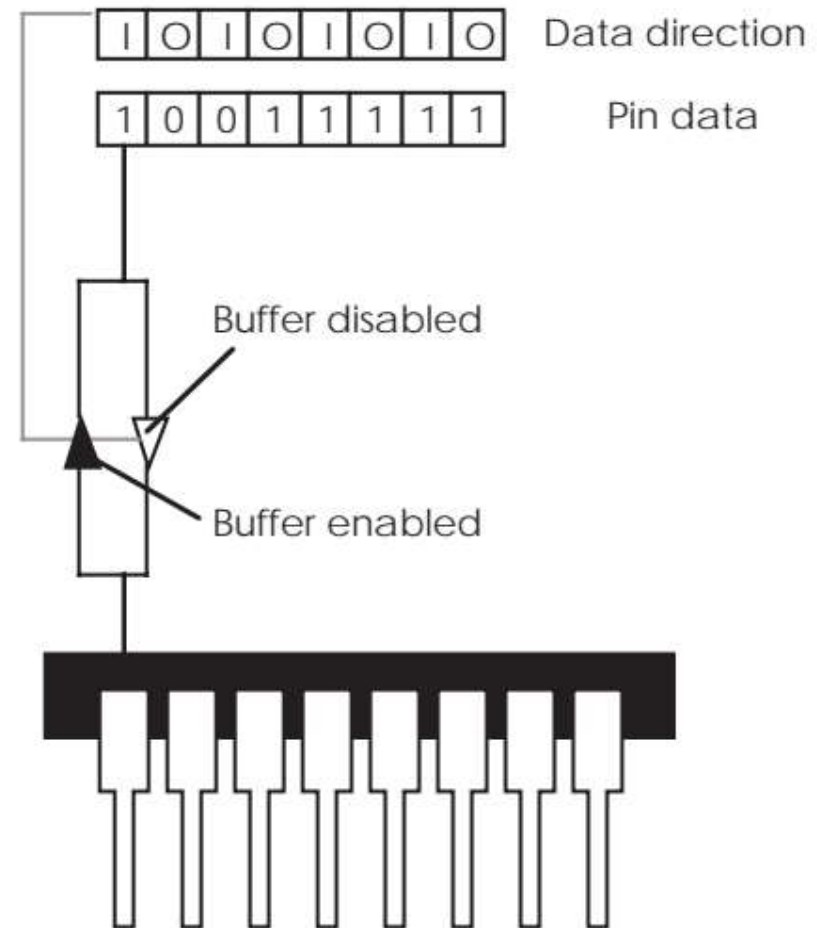 I O I O I O I O Data direction
1 0 0 1 1 1 1 1 Pin data
Buffer disabled
Buffer enabled